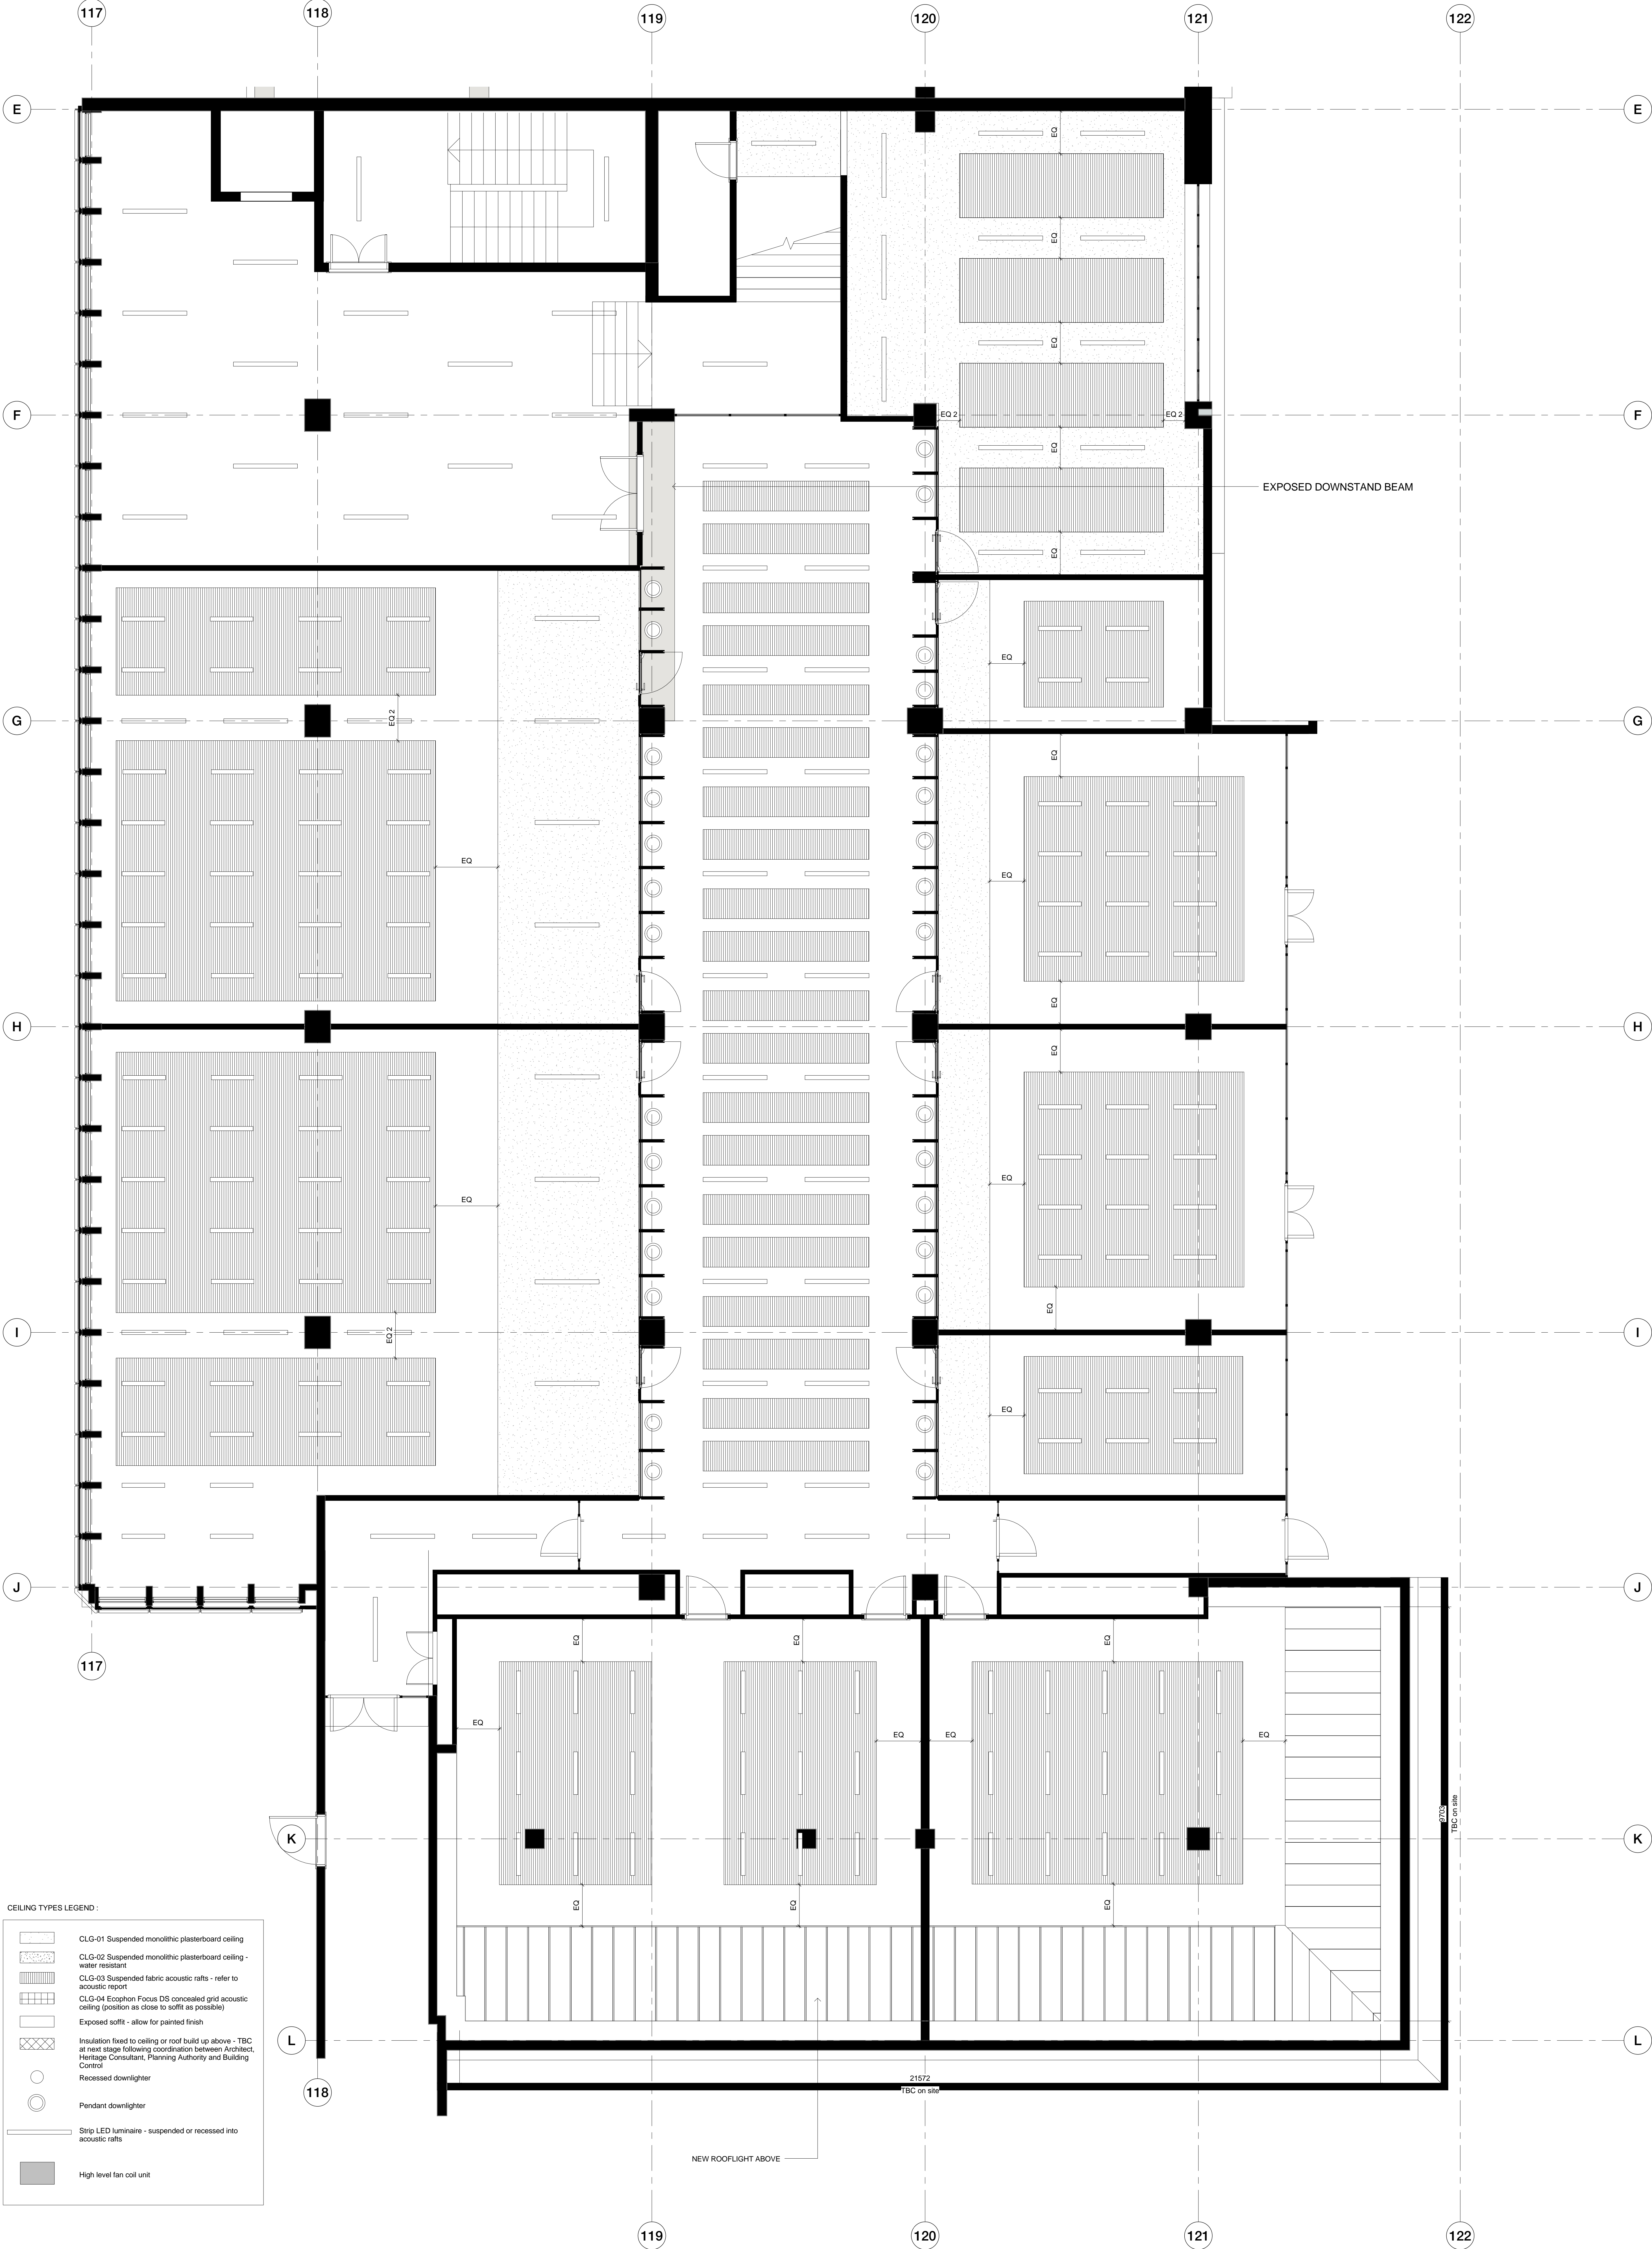 117
118
119
120
121
122
E
E
EQ
EQ
EQ
F
EQ 2
EQ 2
F
EQ
EXPOSED DOWNSTAND BEAM
EQ
EQ
G
EQ 2
G
EQ
EQ
EQ
EQ
H
H
EQ
EQ
EQ
EQ
I
EQ 2
I
EQ
J
J
EQ
EQ
EQ
117
EQ
EQ
EQ
EQ
9703
TBC on site
K
K
EQ
EQ
EQ
CEILING TYPES LEGEND :
CLG-01 Suspended monolithic plasterboard ceiling
CLG-02 Suspended monolithic plasterboard ceiling -
water resistant
CLG-03 Suspended fabric acoustic rafts - refer to
acoustic report
CLG-04 Ecophon Focus DS concealed grid acoustic
ceiling (position as close to soffit as possible)
Exposed soffit - allow for painted finish
Insulation fixed to ceiling or roof build up above - TBC
at next stage following coordination between Architect,
Heritage Consultant, Planning Authority and Building
Control
Recessed downlighter
Pendant downlighter
Strip LED luminaire - suspended or recessed into
acoustic rafts
High level fan coil unit
L
L
118
21572
TBC on site
NEW ROOFLIGHT ABOVE
119
120
121
122